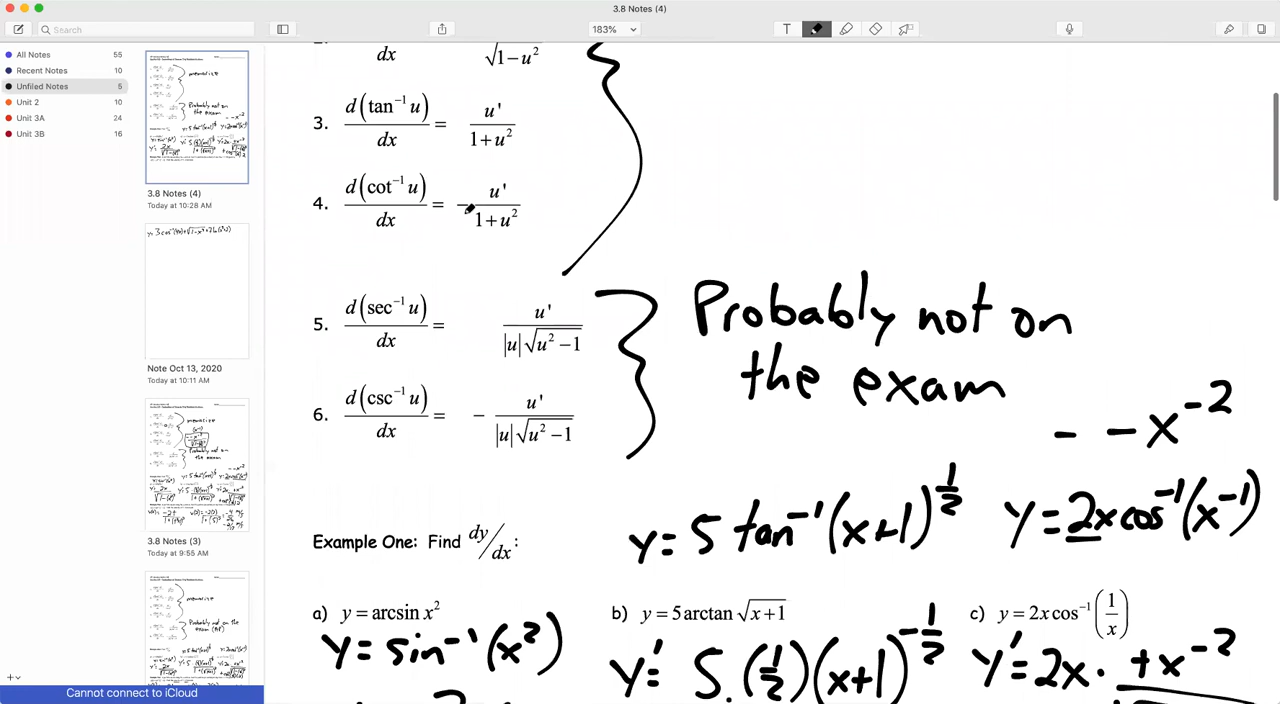 3.8 Notes (4)
Search
183%
T
All Notes 55
Recent Notes 10
Unfiled Notes 5
Unit 2 10
Unit 3A 24
Unit 3B 16
3.8 Notes (4)
Today at 10:28 AM
Note Oct 13, 2020
Today at 10:11 AM
3.8 Notes (3)
Today at 9:55 AM
Cannot connect to iCloud
dx √1−u²
3. d(tan⁻¹ u)/dx = u'/(1+u²)
4. d(cot⁻¹ u)/dx = −u'/(1+u²)
5. d(sec⁻¹ u)/dx = u'/(|u|√u²−1)
6. d(csc⁻¹ u)/dx = − u'/(|u|√u²−1)
Probably not on
the exam
- -x⁻²
y = 5 tan⁻¹(x+1)^½ y = 2x cos⁻¹(x⁻¹)
Example One: Find dy/dx:
a) y = arcsin x² b) y = 5 arctan √x+1 c) y = 2x cos⁻¹(1/x)
y = sin⁻¹(x²) y' = 5·(½)(x+1)^-½ y' = 2x · +x⁻²